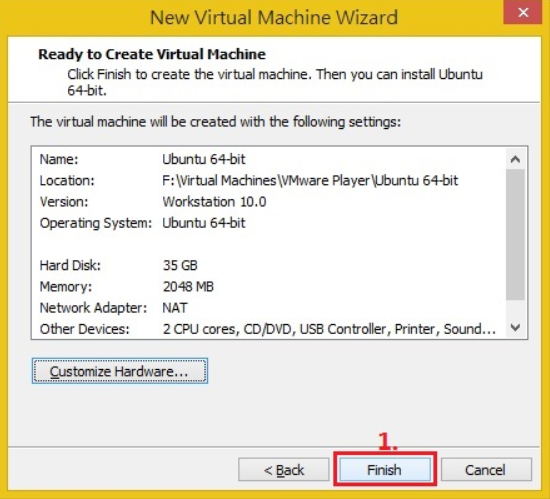 New Virtual Machine Wizard
Ready to Create Virtual Machine
Click Finish to create the virtual machine. Then you can install Ubuntu
64-bit.
The virtual machine will be created with the following settings:
Name: Ubuntu 64-bit
Location: F:\Virtual Machines\VMware Player\Ubuntu 64-bit
Version: Workstation 10.0
Operating System: Ubuntu 64-bit
Hard Disk: 35 GB
Memory: 2048 MB
Network Adapter: NAT
Other Devices: 2 CPU cores, CD/DVD, USB Controller, Printer, Sound...
Customize Hardware...
1.
< Back Finish Cancel